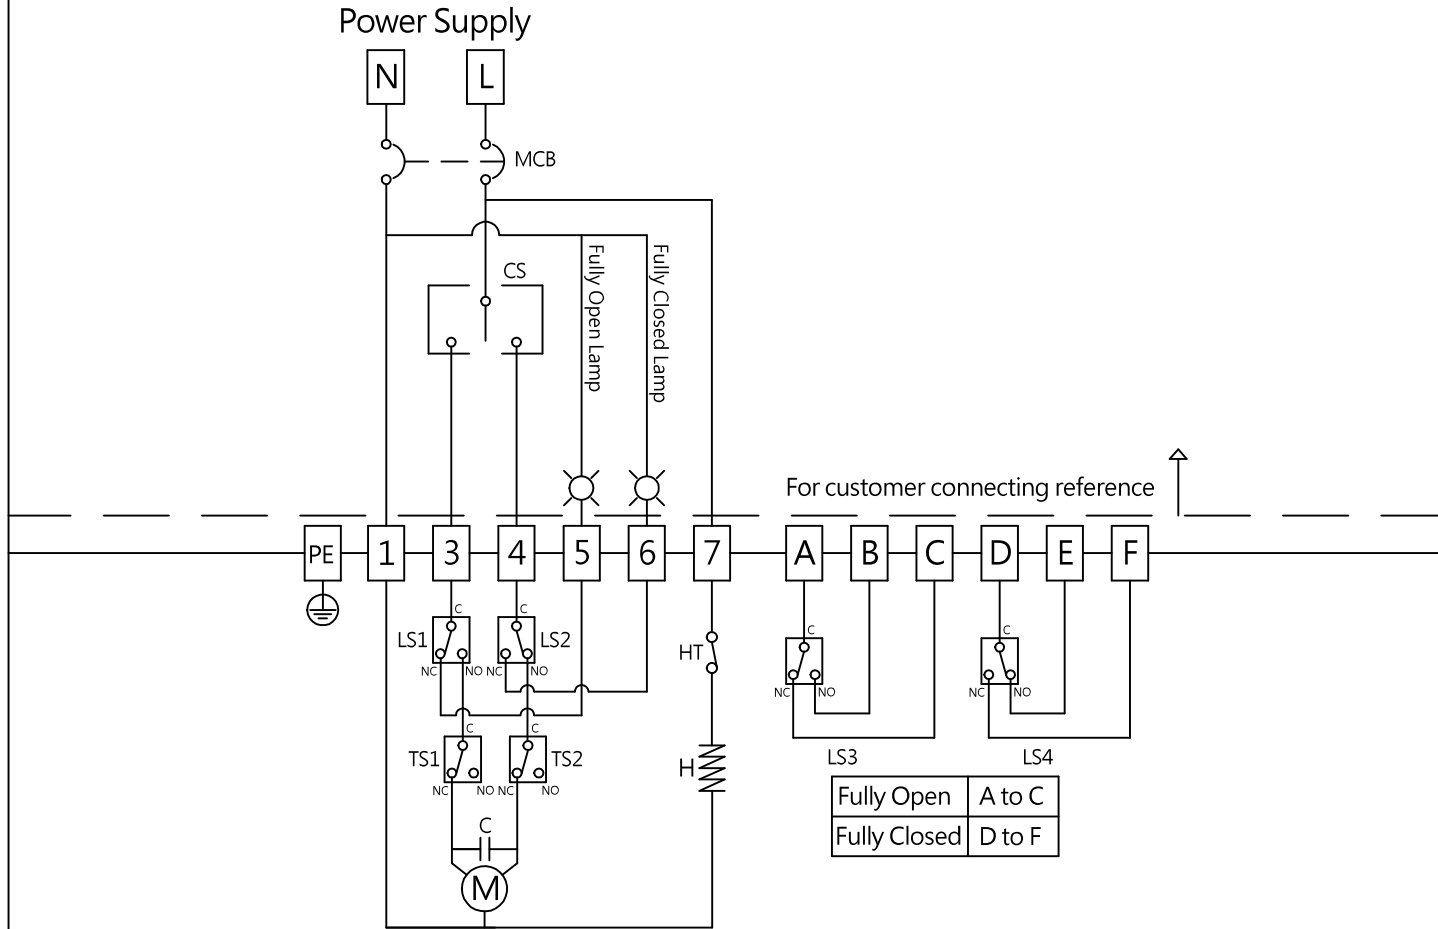 Power Supply
N L
MCB
CS
Fully Open Lamp
Fully Closed Lamp
For customer connecting reference
PE 1 3 4 5 6 7 A B C D E F
C C
LS1 LS2
NC NO NC NO
HT
C C
NC NO NC NO
C C
TS1 TS2
NC NO NC NO
H
LS3 LS4
C
M
Fully Open A to C
Fully Closed D to F